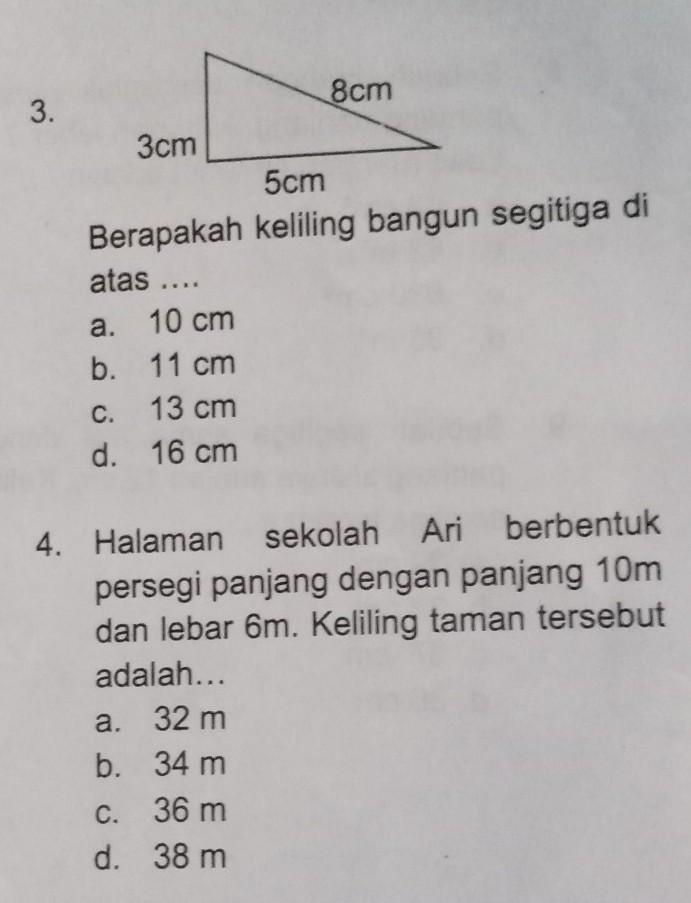 3.
8cm
3cm
5cm
Berapakah keliling bangun segitiga di
atas ....
a. 10 cm
b. 11 cm
c. 13 cm
d. 16 cm
4. Halaman sekolah Ari berbentuk
persegi panjang dengan panjang 10m
dan lebar 6m. Keliling taman tersebut
adalah...
a. 32 m
b. 34 m
c. 36 m
d. 38 m